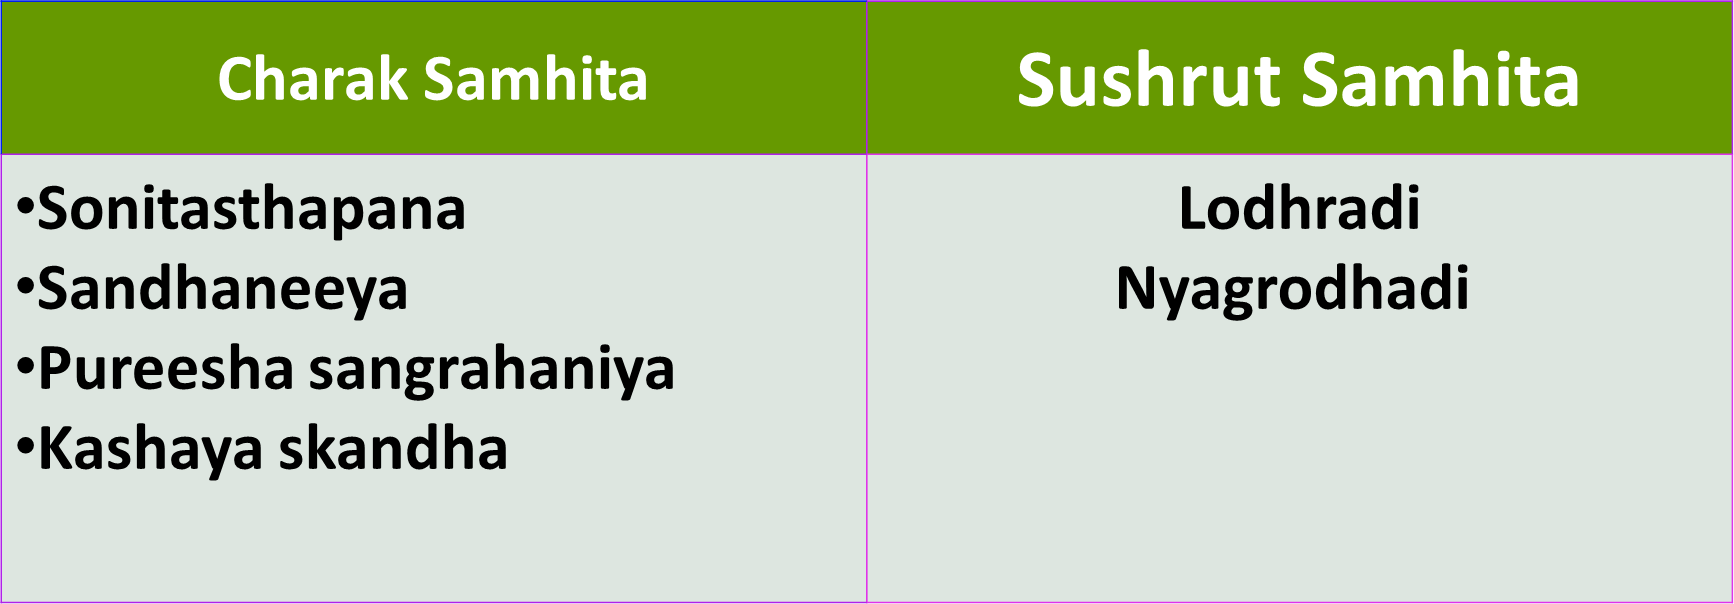 Charak Samhita
Sushrut Samhita
•Sonitasthapana
•Sandhaneeya
•Pureesha sangrahaniya
•Kashaya skandha
Lodhradi
Nyagrodhadi